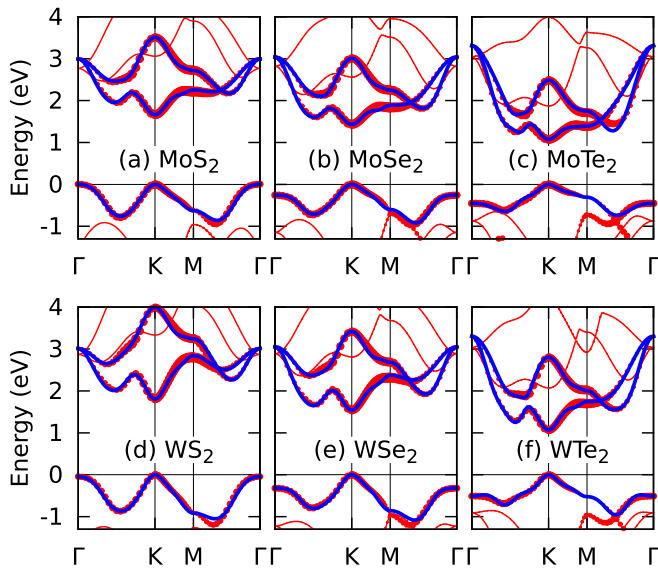 4
3
2
1
0
-1
Energy (eV)
(a) MoS2
(b) MoSe2
(c) MoTe2
Γ K M Γ Γ K M Γ Γ K M Γ
4
3
2
1
0
-1
Energy (eV)
(d) WS2
(e) WSe2
(f) WTe2
Γ K M Γ Γ K M Γ Γ K M Γ